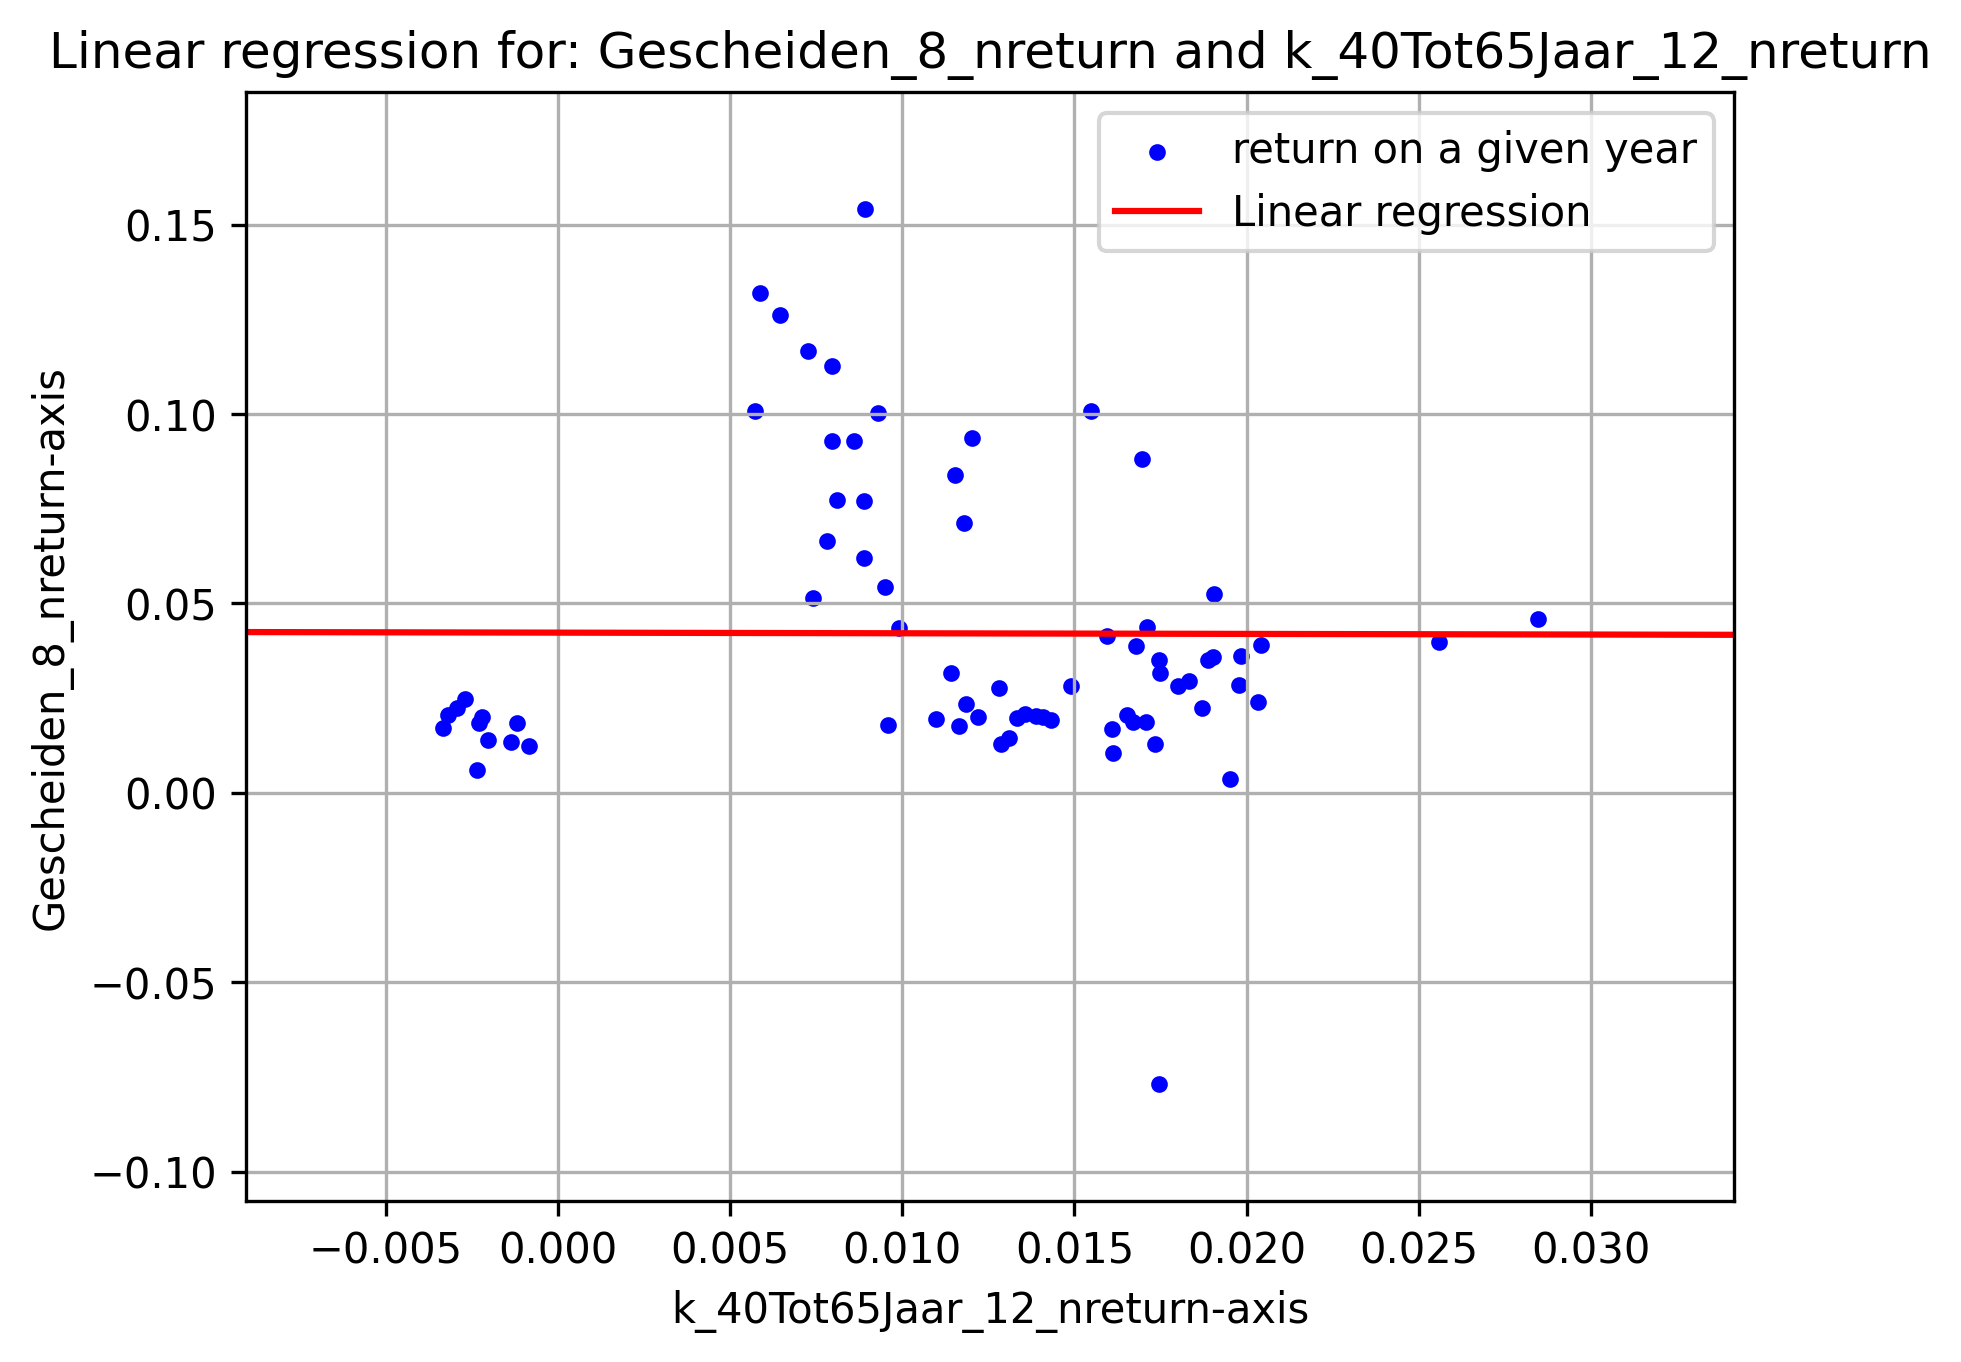 Linear regression for: Gescheiden_8_nreturn and k_40Tot65Jaar_12_nreturn
return on a given year
Linear regression
Gescheiden_8_nreturn-axis
0.15
0.10
0.05
0.00
−0.05
−0.10
−0.005 0.000 0.005 0.010 0.015 0.020 0.025 0.030
k_40Tot65Jaar_12_nreturn-axis